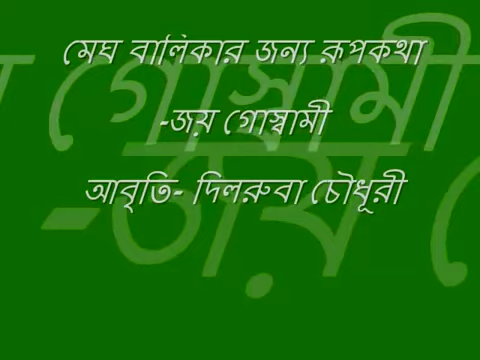 মেঘ বালিকার জন্য রূপকথা
-জয় গোস্বামী
আবৃতি- দিলরুবা চৌধূরী